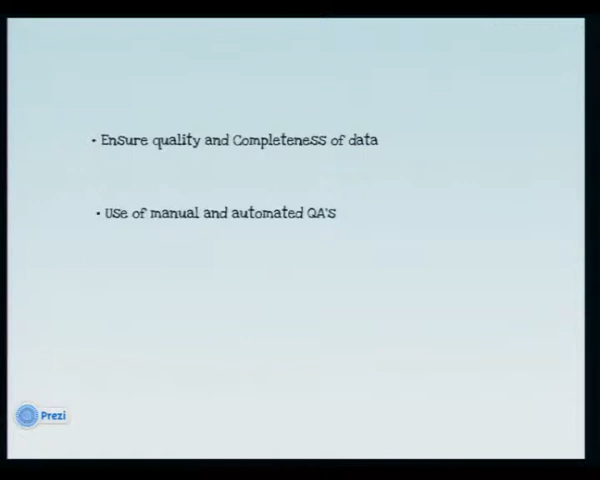 • Ensure quality and Completeness of data
• Use of manual and automated QA's
Prezi